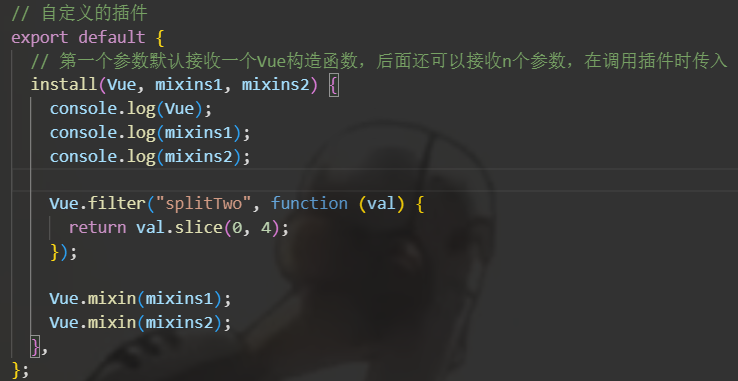 // 自定义的插件
export default {
// 第一个参数默认接收一个Vue构造函数，后面还可以接收n个参数，在调用插件时传入
install(Vue, mixins1, mixins2) {
console.log(Vue);
console.log(mixins1);
console.log(mixins2);
Vue.filter("splitTwo", function (val) {
return val.slice(0, 4);
});
Vue.mixin(mixins1);
Vue.mixin(mixins2);
},
};